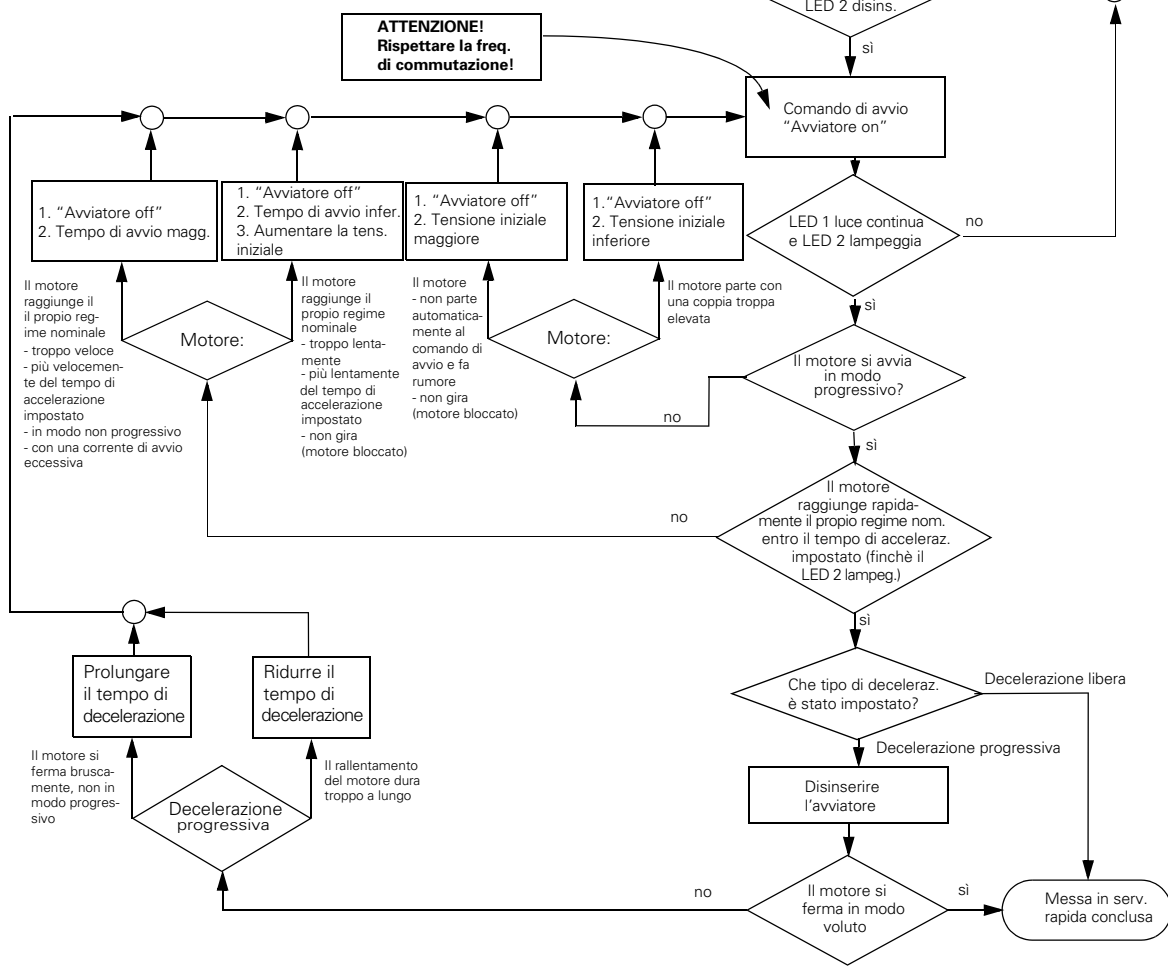 LED 2 disins.
sì
ATTENZIONE!
Rispettare la freq.
di commutazione!
Comando di avvio
“Avviatore on”
1. “Avviatore off”
2. Tempo di avvio magg.
1. “Avviatore off”
2. Tempo di avvio infer.
3. Aumentare la tens.
iniziale
1. “Avviatore off”
2. Tensione iniziale
maggiore
1.“Avviatore off”
2. Tensione iniziale
inferiore
LED 1 luce continua
e LED 2 lampeggia
no
sì
Il motore
raggiunge il
il propio reg-
ime nominale
- troppo veloce
- più velocemen-
te del tempo di
accelerazione
impostato
- in modo non progressivo
- con una corrente di avvio
eccessiva
Motore:
Il motore
raggiunge il
propio regime
nominale
- troppo lenta-
mente
- più lentamente
del tempo di
accelerazione
impostato
- non gira
(motore bloccato)
Il motore
- non parte
automatica-
mente al
comando di
avvio e fa
rumore
- non gira
(motore bloccato)
Motore:
Il motore parte con
una coppia troppa
elevata
Il motore si avvia
in modo
progressivo?
no
sì
Il motore
raggiunge rapida-
mente il propio regime nom.
entro il tempo di acceleraz.
impostato (finchè il
LED 2 lampeg.)
no
sì
Che tipo di deceleraz.
è stato impostato?
Decelerazione libera
Decelerazione progressiva
Disinserire
l’avviatore
Prolungare
il tempo di
decelerazione
Ridurre il
tempo di
decelerazione
Il motore si
ferma brusca-
mente, non in
modo progres-
sivo
Decelerazione
progressiva
Il rallentamento
del motore dura
troppo a lungo
Il motore si
ferma in modo
voluto
no
sì
Messa in serv.
rapida conclusa